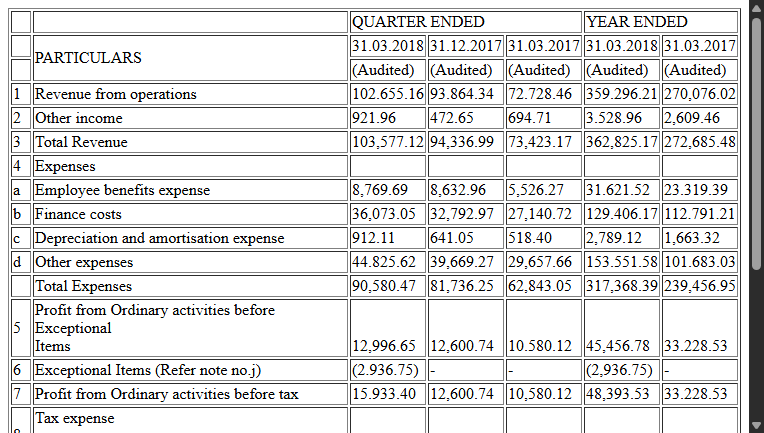 QUARTER ENDED YEAR ENDED
PARTICULARS 31.03.2018 31.12.2017 31.03.2017 31.03.2018 31.03.2017
(Audited) (Audited) (Audited) (Audited) (Audited)
1 Revenue from operations 102.655.16 93.864.34 72.728.46 359.296.21 270,076.02
2 Other income 921.96 472.65 694.71 3.528.96 2,609.46
3 Total Revenue 103,577.12 94,336.99 73,423.17 362,825.17 272,685.48
4 Expenses
a Employee benefits expense 8,769.69 8,632.96 5,526.27 31.621.52 23.319.39
b Finance costs 36,073.05 32,792.97 27,140.72 129.406.17 112.791.21
c Depreciation and amortisation expense 912.11 641.05 518.40 2,789.12 1,663.32
d Other expenses 44.825.62 39,669.27 29,657.66 153.551.58 101.683.03
Total Expenses 90,580.47 81,736.25 62,843.05 317,368.39 239,456.95
Profit from Ordinary activities before
5 Exceptional
Items 12,996.65 12,600.74 10.580.12 45,456.78 33.228.53
6 Exceptional Items (Refer note no.j) (2.936.75) - - (2,936.75) -
7 Profit from Ordinary activities before tax 15.933.40 12,600.74 10,580.12 48,393.53 33.228.53
Tax expense